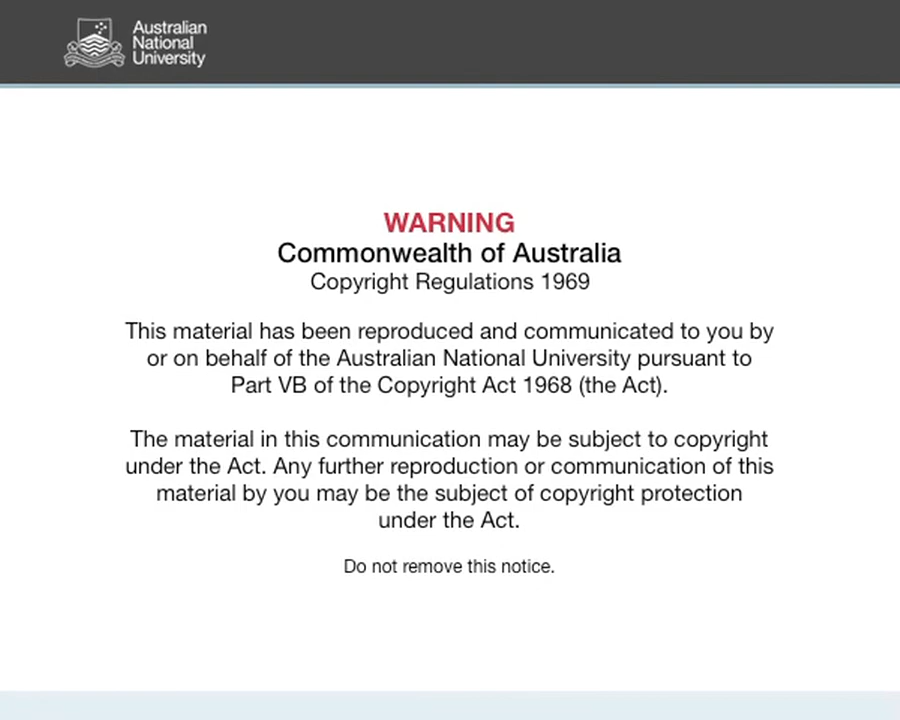 Australian
National
University
WARNING
Commonwealth of Australia
Copyright Regulations 1969
This material has been reproduced and communicated to you by
or on behalf of the Australian National University pursuant to
Part VB of the Copyright Act 1968 (the Act).
The material in this communication may be subject to copyright
under the Act. Any further reproduction or communication of this
material by you may be the subject of copyright protection
under the Act.
Do not remove this notice.